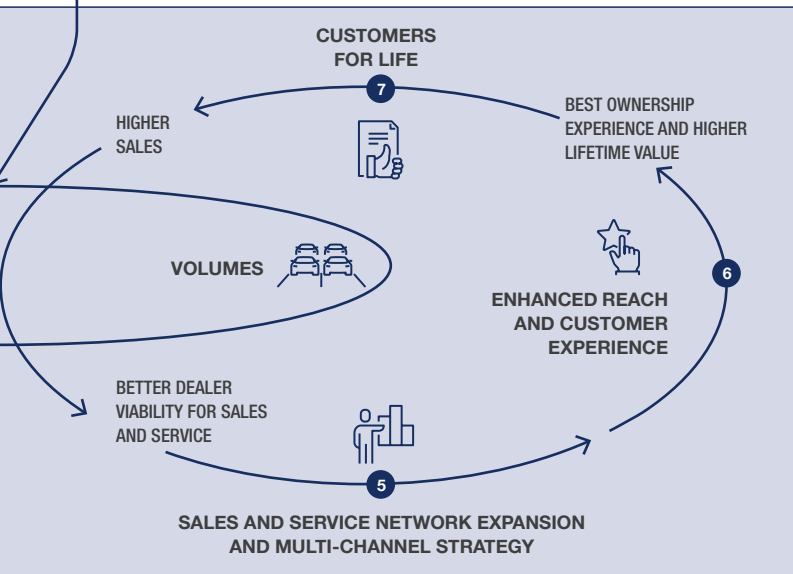 CUSTOMERS
FOR LIFE
7
HIGHER
SALES
BEST OWNERSHIP
EXPERIENCE AND HIGHER
LIFETIME VALUE
VOLUMES
6
ENHANCED REACH
AND CUSTOMER
EXPERIENCE
BETTER DEALER
VIABILITY FOR SALES
AND SERVICE
5
SALES AND SERVICE NETWORK EXPANSION
AND MULTI-CHANNEL STRATEGY